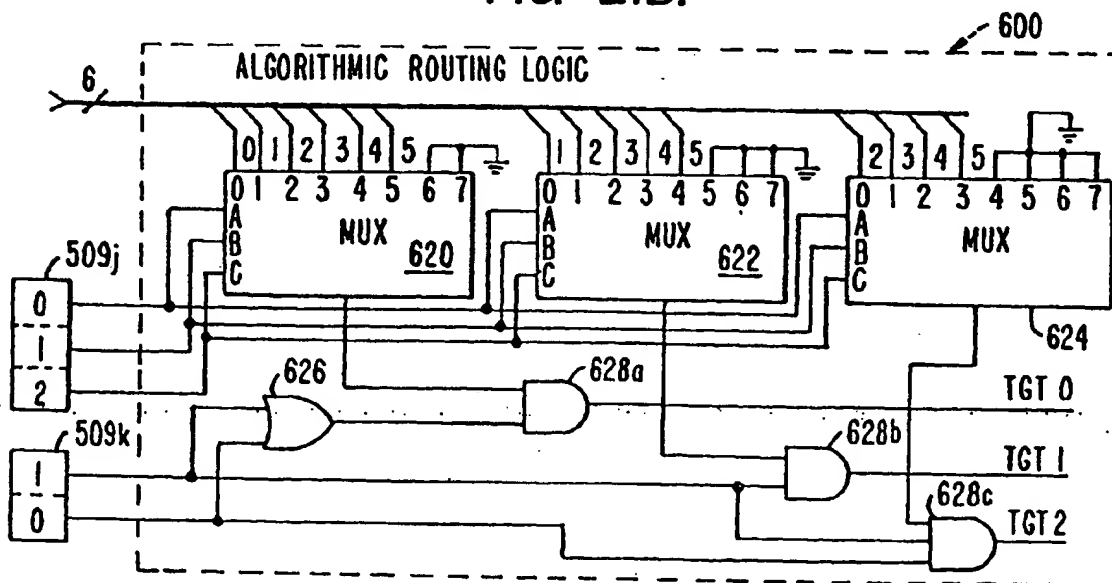 600
ALGORITHMIC ROUTING LOGIC
6
0 1 2 3 4 5
1 2 3 4 5
2 3 4 5
0 1 2 3 4 5 6 7
0 1 2 3 4 5 6 7
0 1 2 3 4 5 6 7
A
B
C
MUX
620
A
B
C
MUX
622
A
B
C
MUX
624
509j
0
1
2
626
628a
TGT 0
509k
1
0
628b
TGT 1
628c
TGT 2